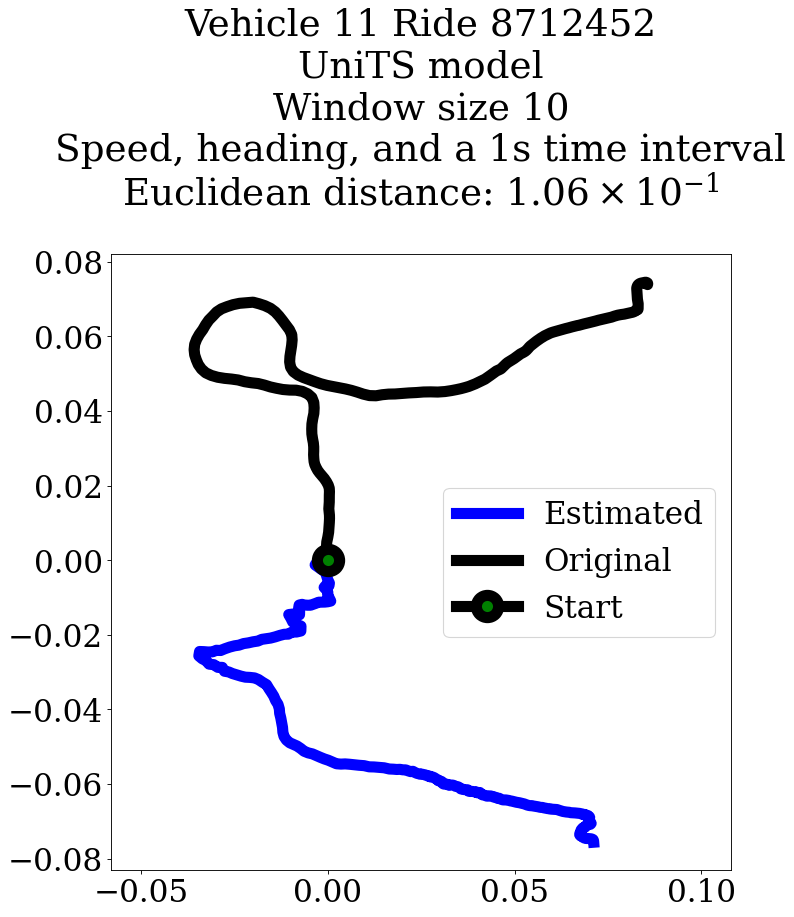 Vehicle 11 Ride 8712452
UniTS model
Window size 10
Speed, heading, and a 1s time interval
Euclidean distance: 1.06 × 10⁻¹
0.08
0.06
0.04
0.02
0.00
−0.02
−0.04
−0.06
−0.08
Estimated
Original
Start
−0.05 0.00 0.05 0.10